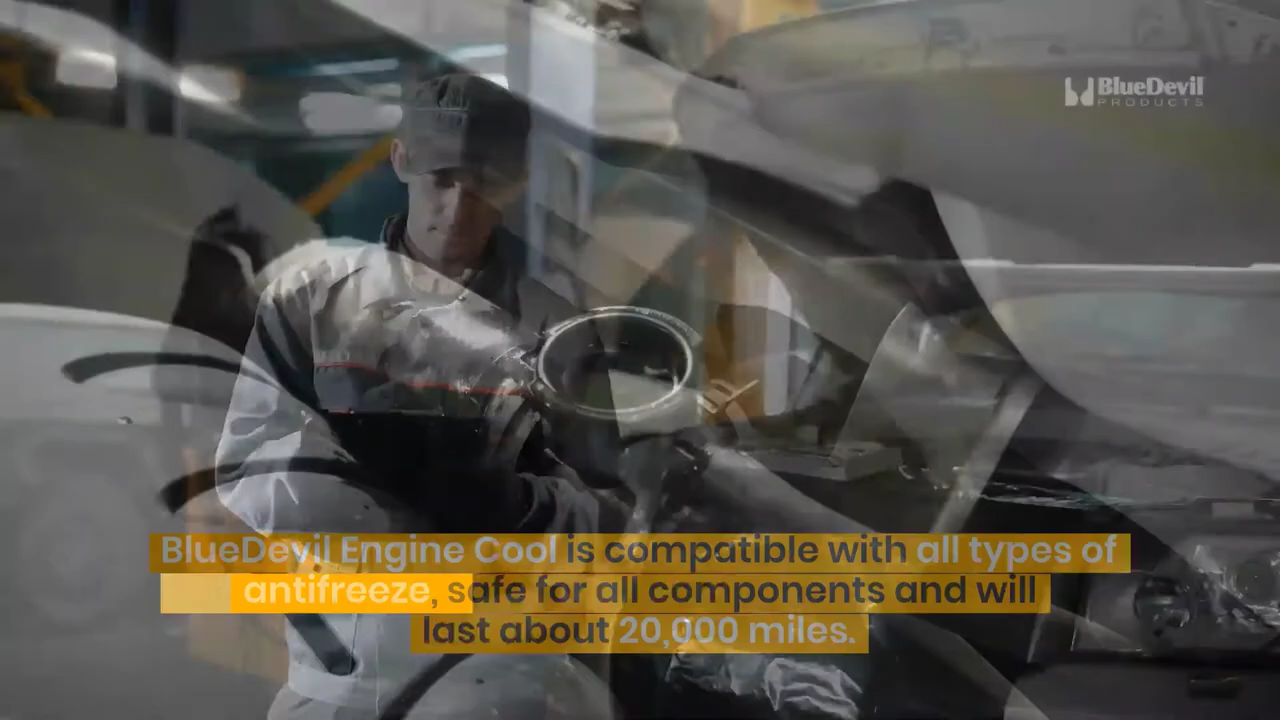 BlueDevil
PRODUCTS
BlueDevil Engine Cool is compatible with all types of
antifreeze, safe for all components and will
last about 20,000 miles.